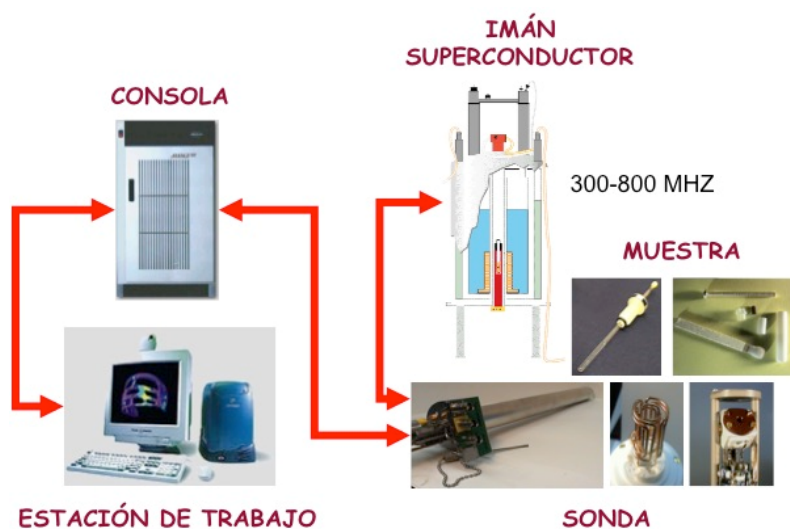 IMÁN
SUPERCONDUCTOR
CONSOLA
300-800 MHZ
MUESTRA
ESTACIÓN DE TRABAJO
SONDA